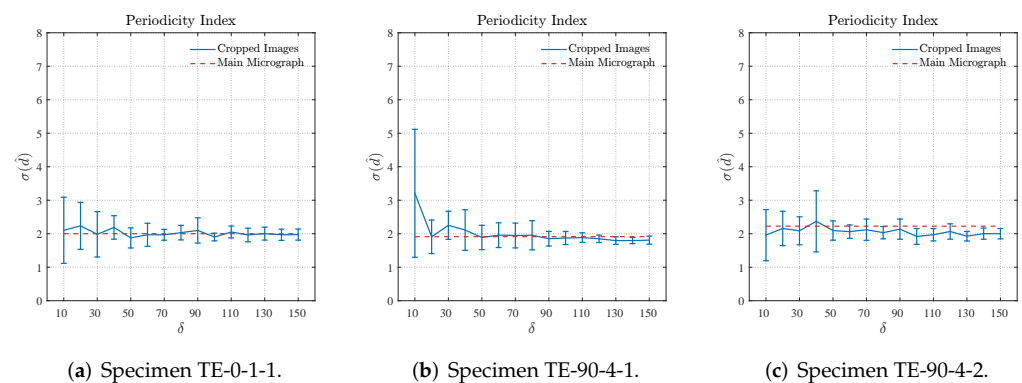 Periodicity Index
8
7
6
5
4
3
2
1
0
σ(d̂)
Cropped Images
Main Micrograph
10 30 50 70 90 110 130 150
δ
(a) Specimen TE-0-1-1.
Periodicity Index
8
7
6
5
4
3
2
1
0
σ(d̂)
Cropped Images
Main Micrograph
10 30 50 70 90 110 130 150
δ
(b) Specimen TE-90-4-1.
Periodicity Index
8
7
6
5
4
3
2
1
0
σ(d̂)
Cropped Images
Main Micrograph
10 30 50 70 90 110 130 150
δ
(c) Specimen TE-90-4-2.